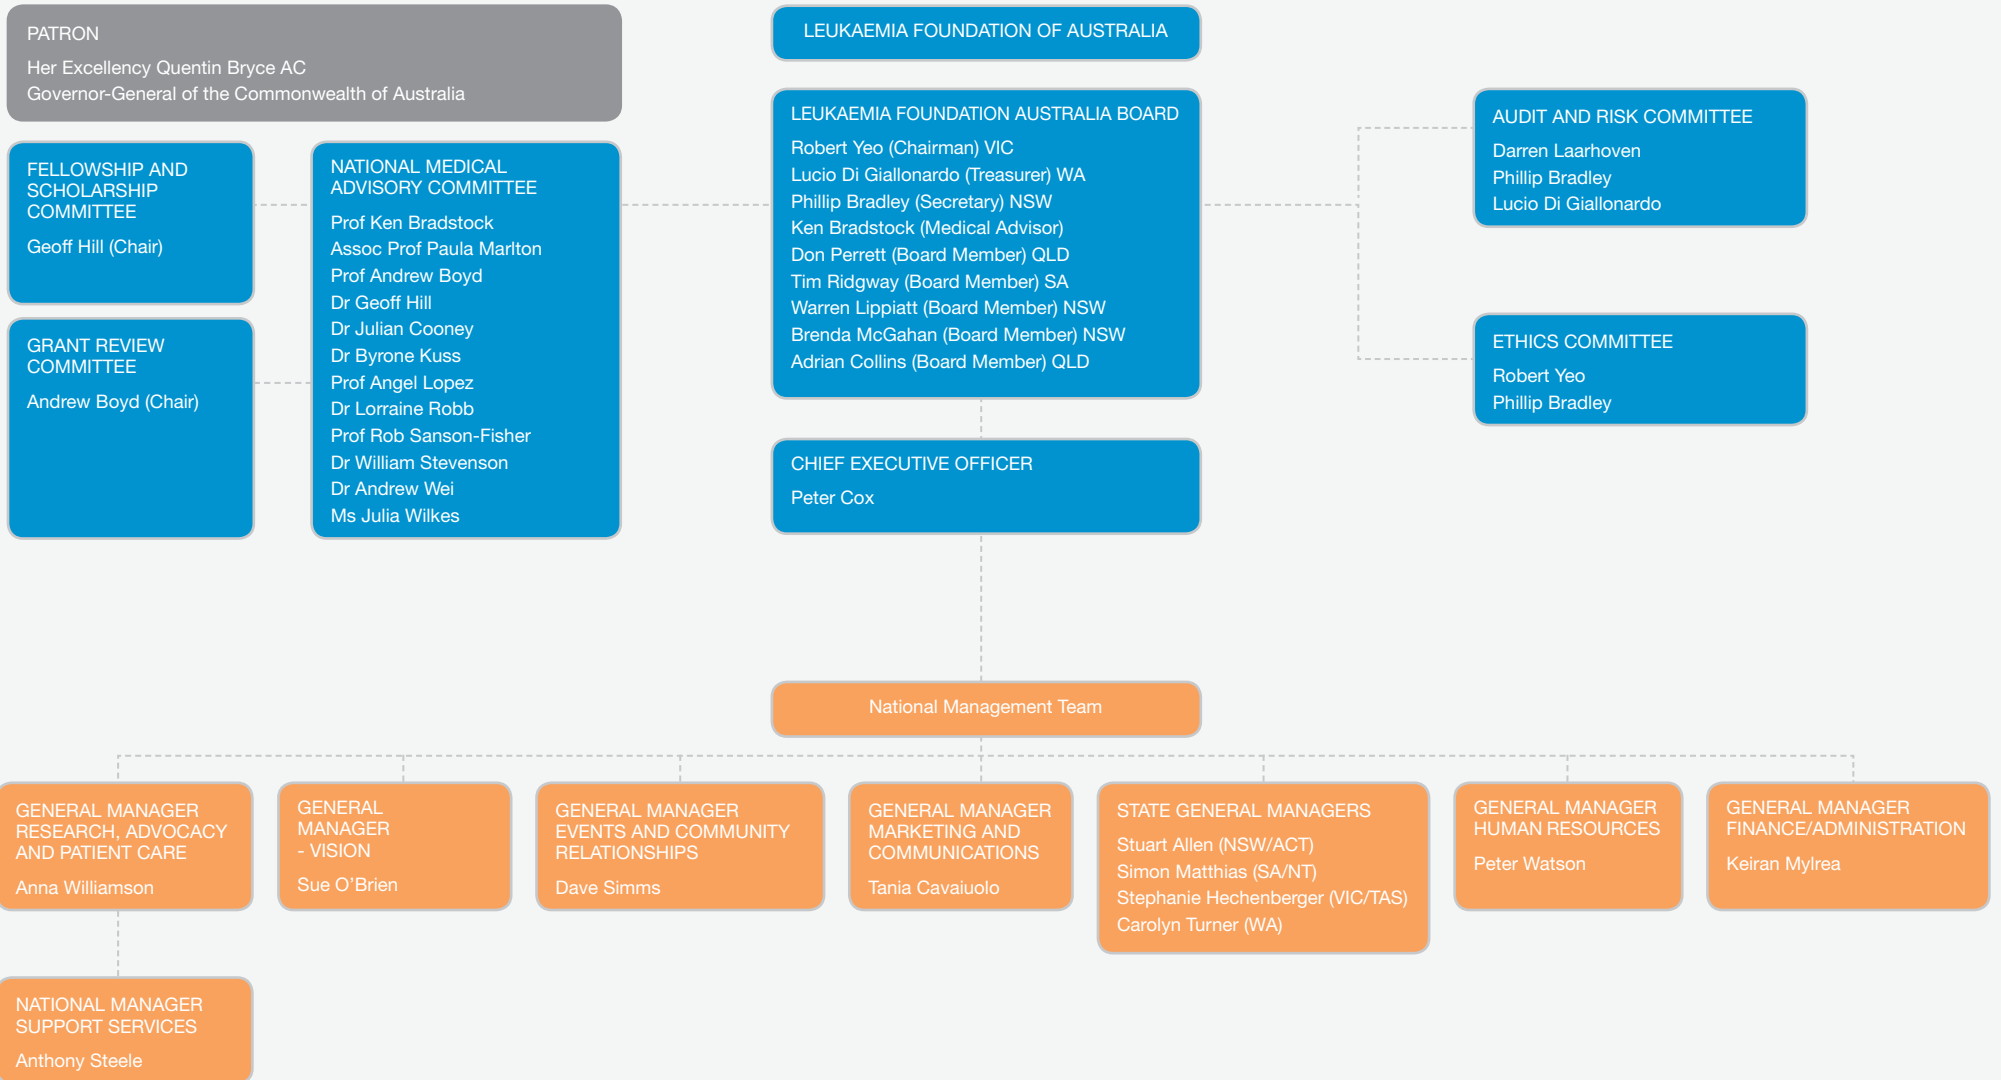 PATRON
Her Excellency Quentin Bryce AC
Governor-General of the Commonwealth of Australia
LEUKAEMIA FOUNDATION OF AUSTRALIA
FELLOWSHIP AND
SCHOLARSHIP
COMMITTEE
Geoff Hill (Chair)
GRANT REVIEW
COMMITTEE
Andrew Boyd (Chair)
NATIONAL MEDICAL
ADVISORY COMMITTEE
Prof Ken Bradstock
Assoc Prof Paula Marlton
Prof Andrew Boyd
Dr Geoff Hill
Dr Julian Cooney
Dr Byrone Kuss
Prof Angel Lopez
Dr Lorraine Robb
Prof Rob Sanson-Fisher
Dr William Stevenson
Dr Andrew Wei
Ms Julia Wilkes
LEUKAEMIA FOUNDATION AUSTRALIA BOARD
Robert Yeo (Chairman) VIC
Lucio Di Giallonardo (Treasurer) WA
Phillip Bradley (Secretary) NSW
Ken Bradstock (Medical Advisor)
Don Perrett (Board Member) QLD
Tim Ridgway (Board Member) SA
Warren Lippiatt (Board Member) NSW
Brenda McGahan (Board Member) NSW
Adrian Collins (Board Member) QLD
AUDIT AND RISK COMMITTEE
Darren Laarhoven
Phillip Bradley
Lucio Di Giallonardo
ETHICS COMMITTEE
Robert Yeo
Phillip Bradley
CHIEF EXECUTIVE OFFICER
Peter Cox
National Management Team
GENERAL MANAGER
RESEARCH, ADVOCACY
AND PATIENT CARE
Anna Williamson
GENERAL
MANAGER
- VISION
Sue O'Brien
GENERAL MANAGER
EVENTS AND COMMUNITY
RELATIONSHIPS
Dave Simms
GENERAL MANAGER
MARKETING AND
COMMUNICATIONS
Tania Cavaiuolo
STATE GENERAL MANAGERS
Stuart Allen (NSW/ACT)
Simon Matthias (SA/NT)
Stephanie Hechenberger (VIC/TAS)
Carolyn Turner (WA)
GENERAL MANAGER
HUMAN RESOURCES
Peter Watson
GENERAL MANAGER
FINANCE/ADMINISTRATION
Keiran Mylrea
NATIONAL MANAGER
SUPPORT SERVICES
Anthony Steele